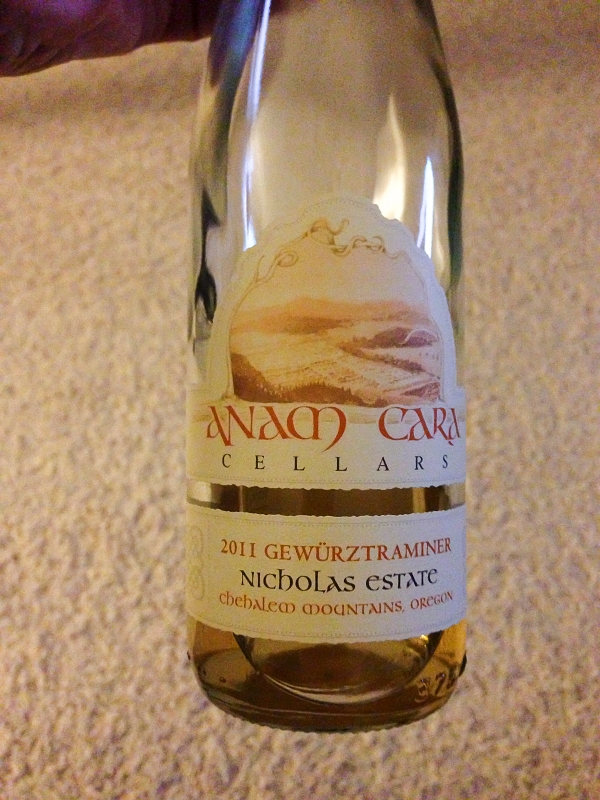 ANAM CARA
CELLARS
2011 GEWÜRZTRAMINER
NICHOLAS ESTATE
CHEHALEM MOUNTAINS, OREGON